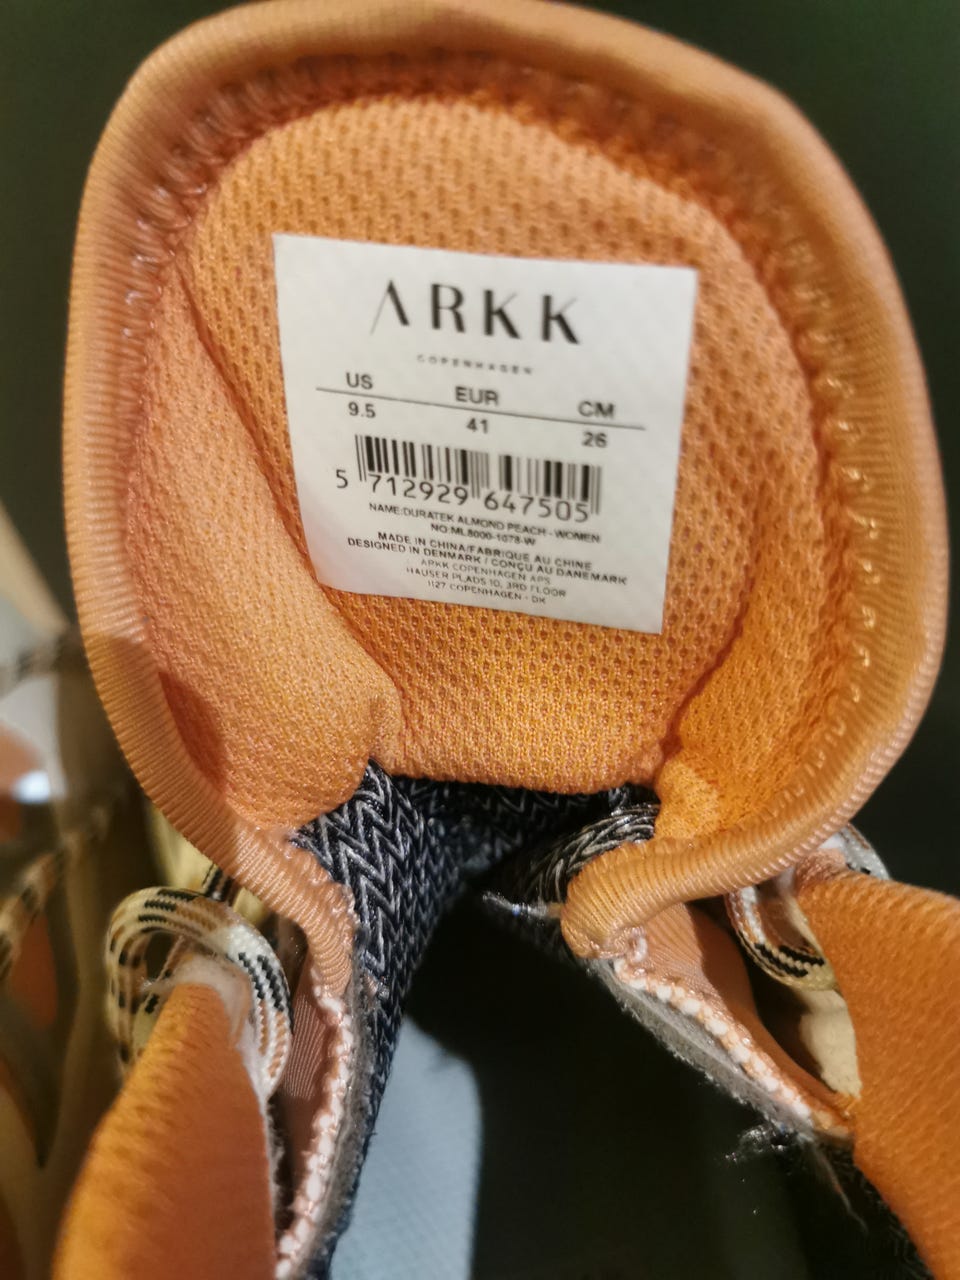 ARKK
COPENHAGEN
US EUR CM
9.5 41 26
5 712929 647505
NAME:DURATEK ALMOND PEACH - WOMEN
NO:ML8000-1078-W
MADE IN CHINA/FABRIQUE AU CHINE
DESIGNED IN DENMARK / CONÇU AU DANEMARK
ARKK COPENHAGEN APS
HAUSER PLADS 10, 3RD FLOOR
1127 COPENHAGEN - DK